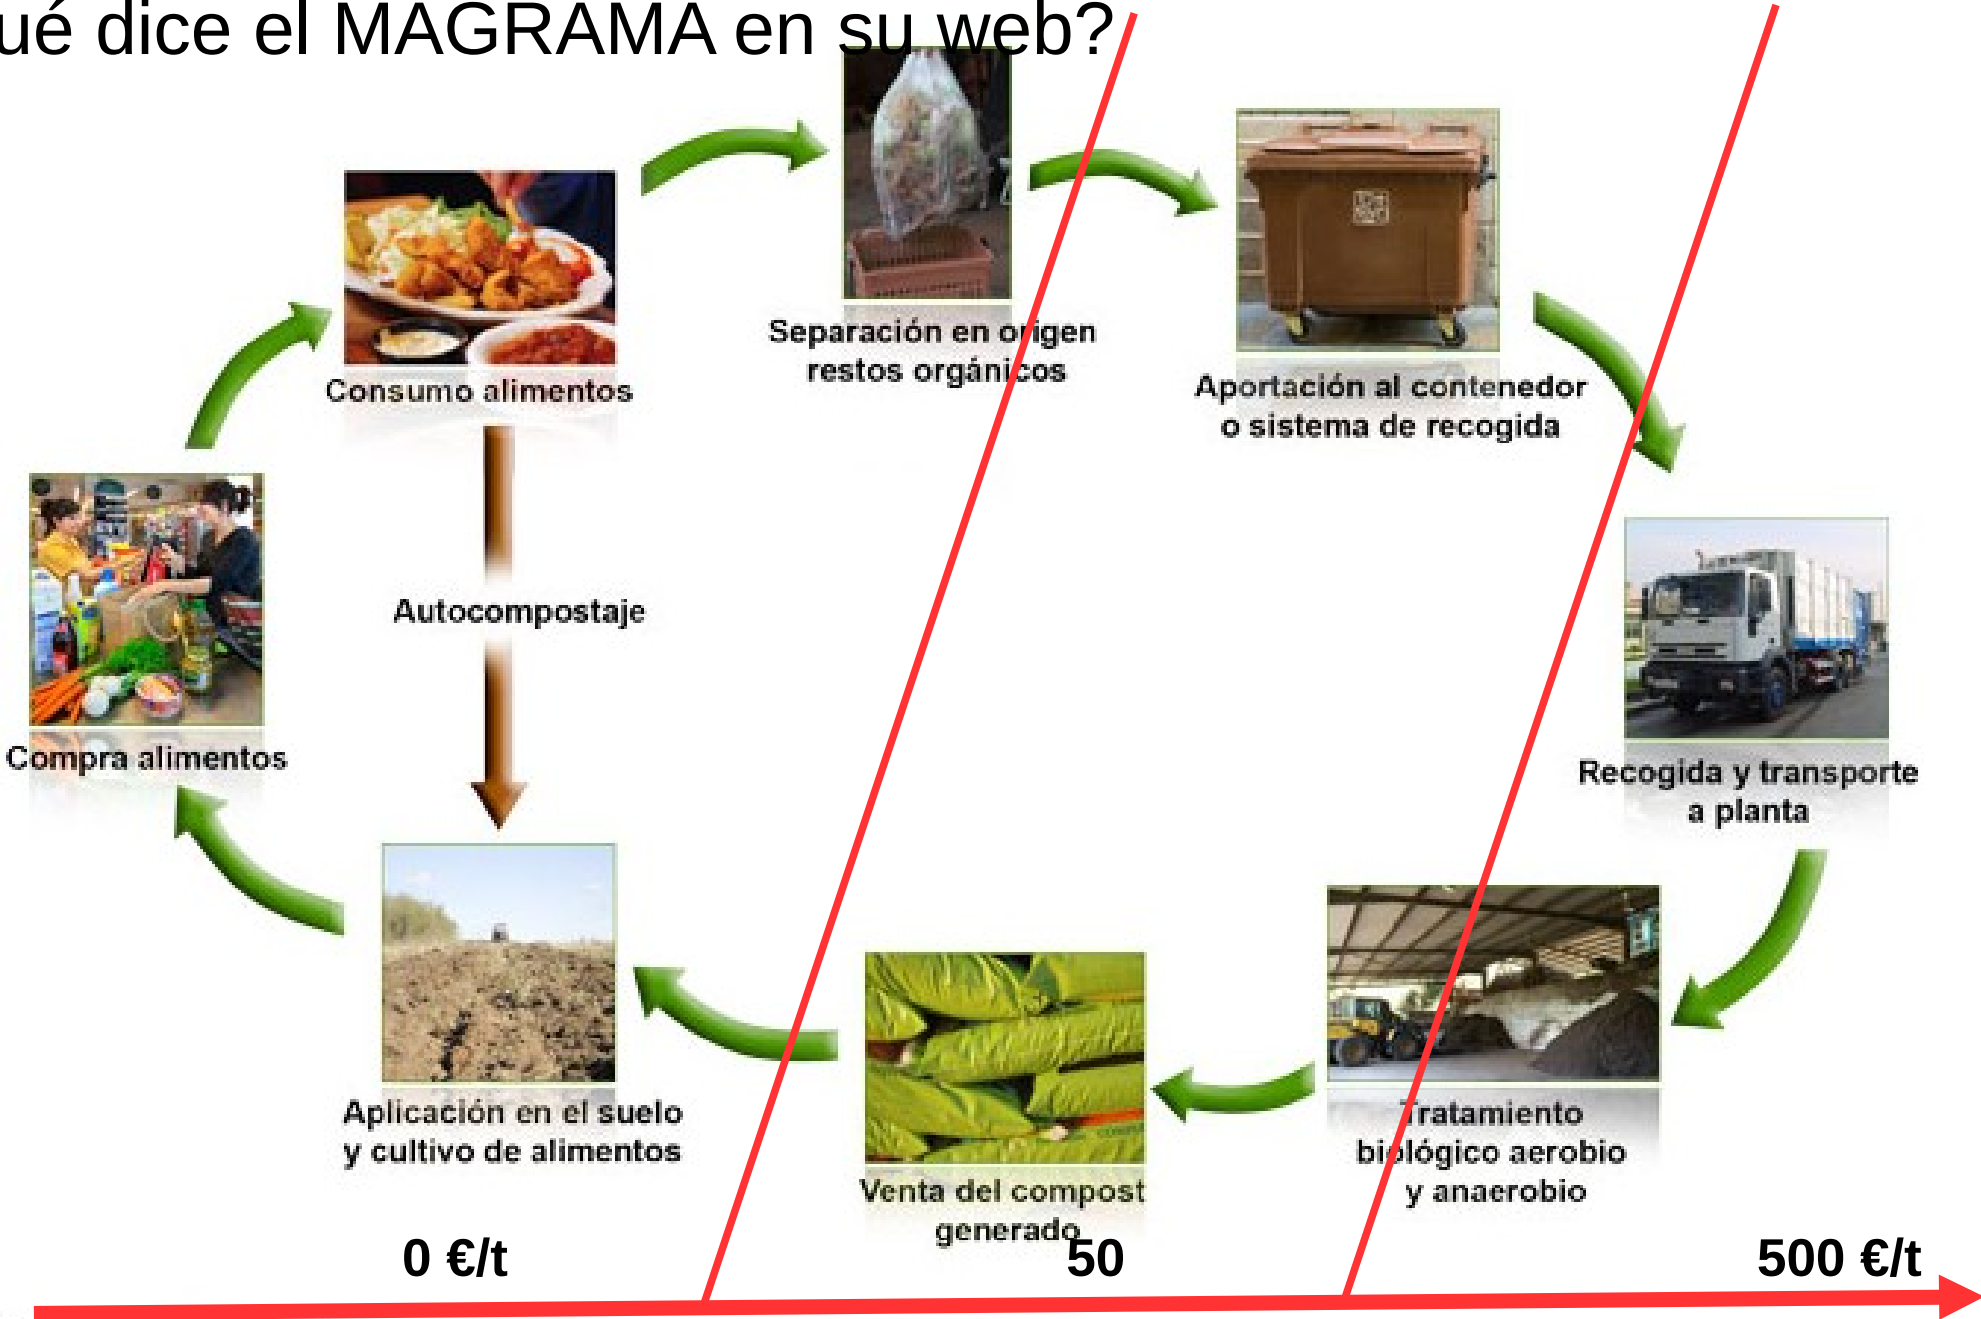 ué dice el MAGRAMA en su web?
Separación en origen
restos orgánicos
Consumo alimentos
Aportación al contenedor
o sistema de recogida
Autocompostaje
Compra alimentos
Recogida y transporte
a planta
Aplicación en el suelo
y cultivo de alimentos
Venta del compost
generado
Tratamiento
biológico aerobio
y anaerobio
0 €/t
50
500 €/t